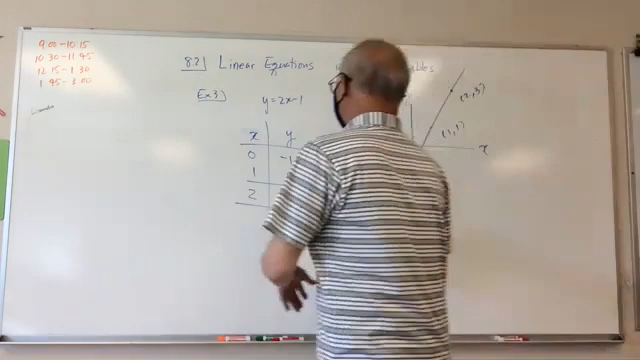 9.00-10.15
10.30-11.45
12.15-1.30
1.45-3.00
8.2 Linear Equations
Ex3)
y=2x-1
x y
0 -1
1
2
(2,3)
(1,1)
x